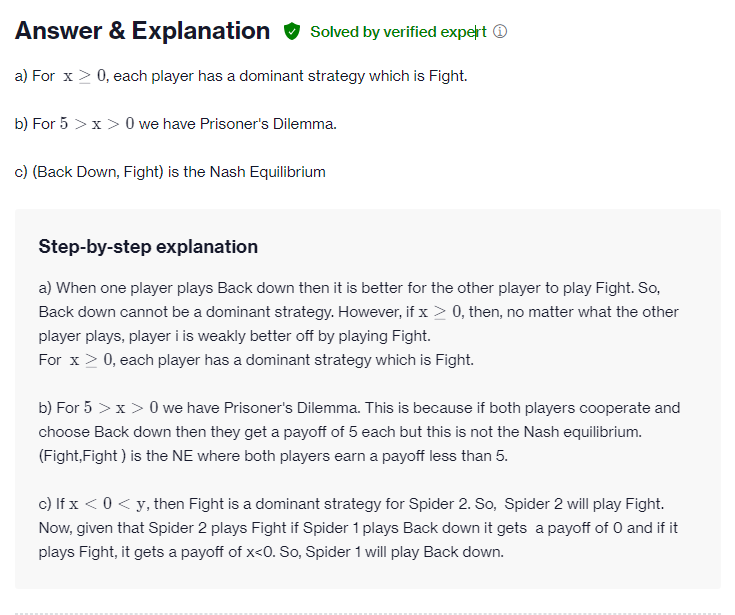 Answer & Explanation Solved by verified expert ⓘ
a) For x ≥ 0, each player has a dominant strategy which is Fight.
b) For 5 > x > 0 we have Prisoner's Dilemma.
c) (Back Down, Fight) is the Nash Equilibrium
Step-by-step explanation
a) When one player plays Back down then it is better for the other player to play Fight. So,
Back down cannot be a dominant strategy. However, if x ≥ 0, then, no matter what the other
player plays, player i is weakly better off by playing Fight.
For x ≥ 0, each player has a dominant strategy which is Fight.
b) For 5 > x > 0 we have Prisoner's Dilemma. This is because if both players cooperate and
choose Back down then they get a payoff of 5 each but this is not the Nash equilibrium.
(Fight,Fight ) is the NE where both players earn a payoff less than 5.
c) If x < 0 < y, then Fight is a dominant strategy for Spider 2. So, Spider 2 will play Fight.
Now, given that Spider 2 plays Fight if Spider 1 plays Back down it gets a payoff of 0 and if it
plays Fight, it gets a payoff of x<0. So, Spider 1 will play Back down.